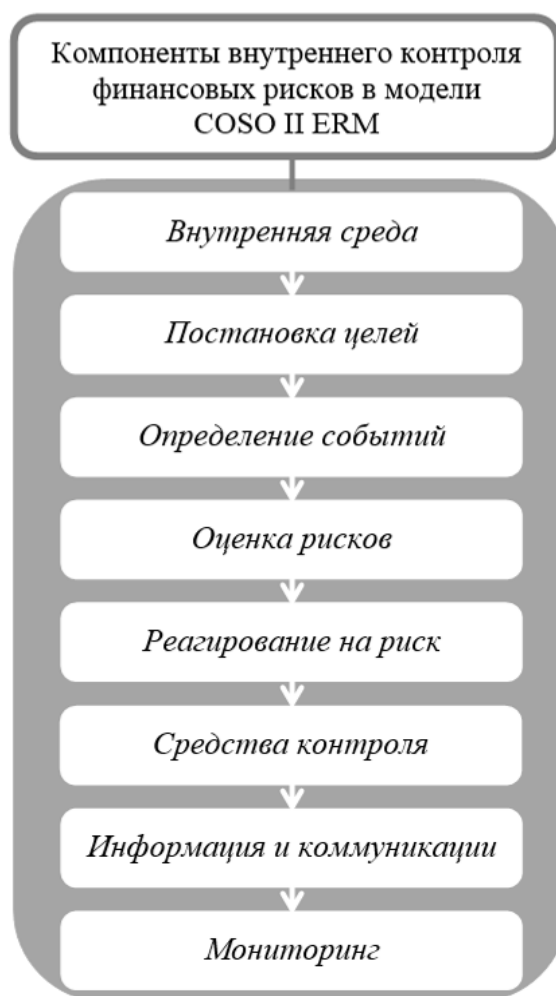 Компоненты внутреннего контроля
финансовых рисков в модели
COSO II ERM
Внутренняя среда
Постановка целей
Определение событий
Оценка рисков
Реагирование на риск
Средства контроля
Информация и коммуникации
Мониторинг